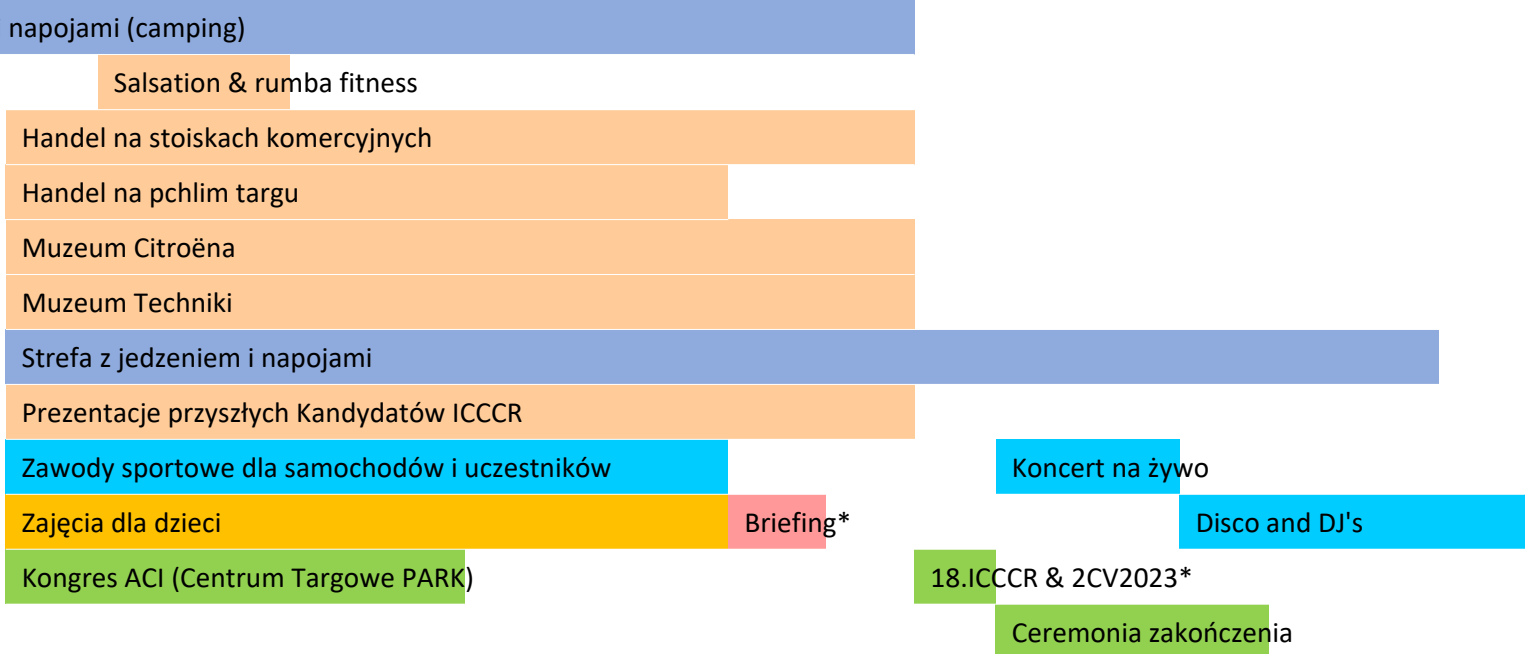 napojami (camping)
Salsation & rumba fitness
Handel na stoiskach komercyjnych
Handel na pchlim targu
Muzeum Citroëna
Muzeum Techniki
Strefa z jedzeniem i napojami
Prezentacje przyszłych Kandydatów ICCCR
Zawody sportowe dla samochodów i uczestników
Koncert na żywo
Zajęcia dla dzieci
Briefing*
Disco and DJ's
Kongres ACI (Centrum Targowe PARK)
18.ICCCR & 2CV2023*
Ceremonia zakończenia